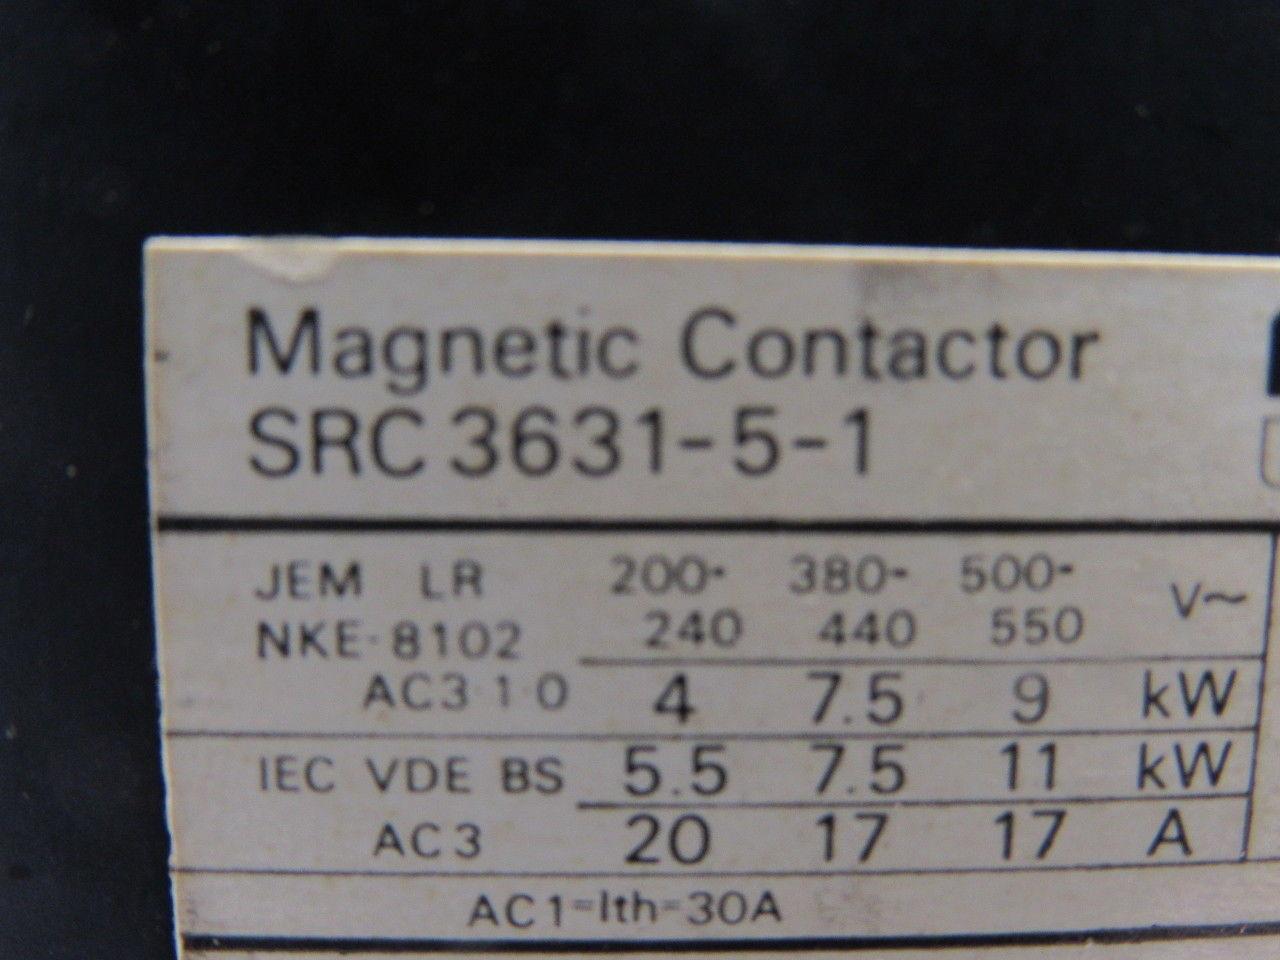 Magnetic Contactor
SRC 3631-5-1
JEM LR 200- 380- 500- V~
NKE-8102 240 440 550
AC3·1·0 4 7.5 9 kW
IEC VDE BS 5.5 7.5 11 kW
AC3 20 17 17 A
AC1=Ith=30A